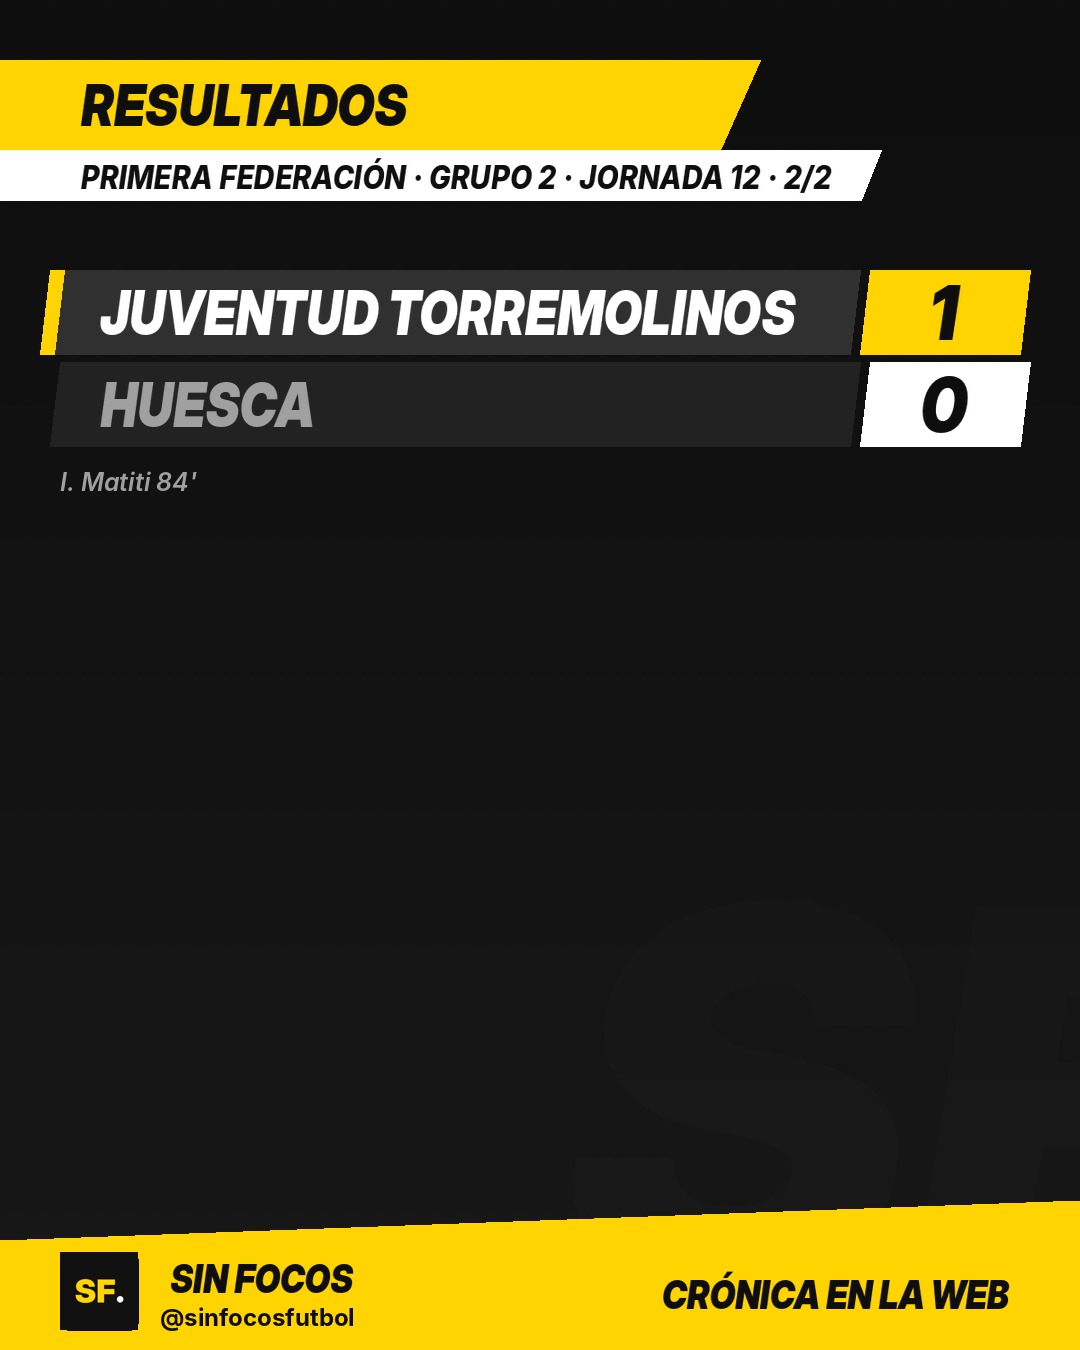 RESULTADOS
PRIMERA FEDERACIÓN · GRUPO 2 · JORNADA 12 · 2/2
JUVENTUD TORREMOLINOS 1
HUESCA 0
I. Matiti 84'
SF
SF.
SIN FOCOS
@sinfocosfutbol
CRÓNICA EN LA WEB